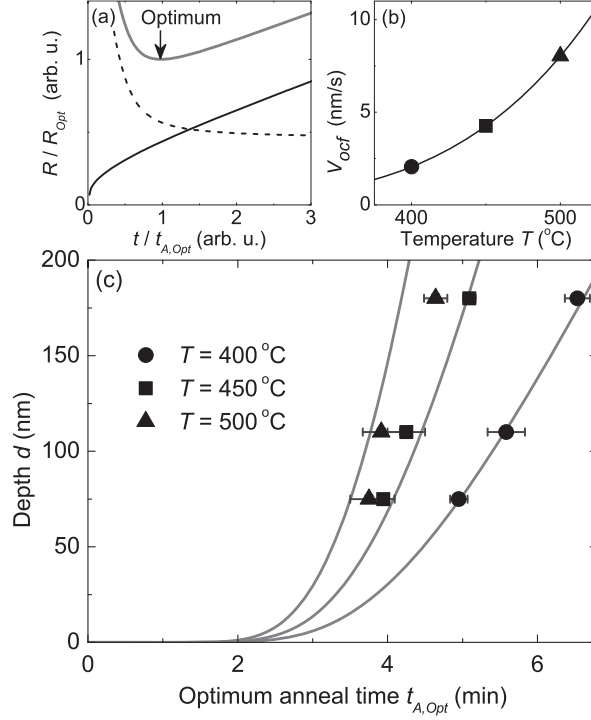 (a)
Optimum
1
0
R / R_Opt (arb. u.)
0 1 2 3
t / t_A,Opt (arb. u.)
(b)
10
5
0
V_ocf (nm/s)
400 450 500
Temperature T (°C)
(c)
200
150
100
50
0
Depth d (nm)
T = 400 °C
T = 450 °C
T = 500 °C
0 2 4 6
Optimum anneal time t_A,Opt (min)